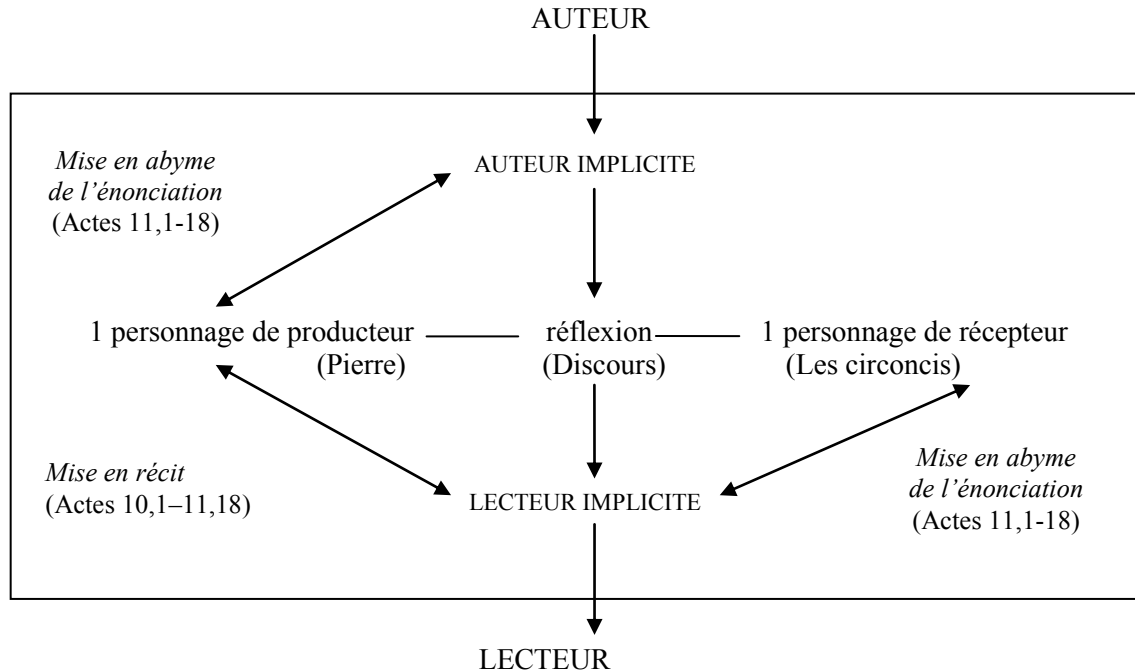 AUTEUR
Mise en abyme
de l’énonciation
(Actes 11,1-18)
AUTEUR IMPLICITE
1 personnage de producteur
(Pierre)
réflexion
(Discours)
1 personnage de récepteur
(Les circoncis)
Mise en récit
(Actes 10,1–11,18)
LECTEUR IMPLICITE
Mise en abyme
de l’énonciation
(Actes 11,1-18)
LECTEUR